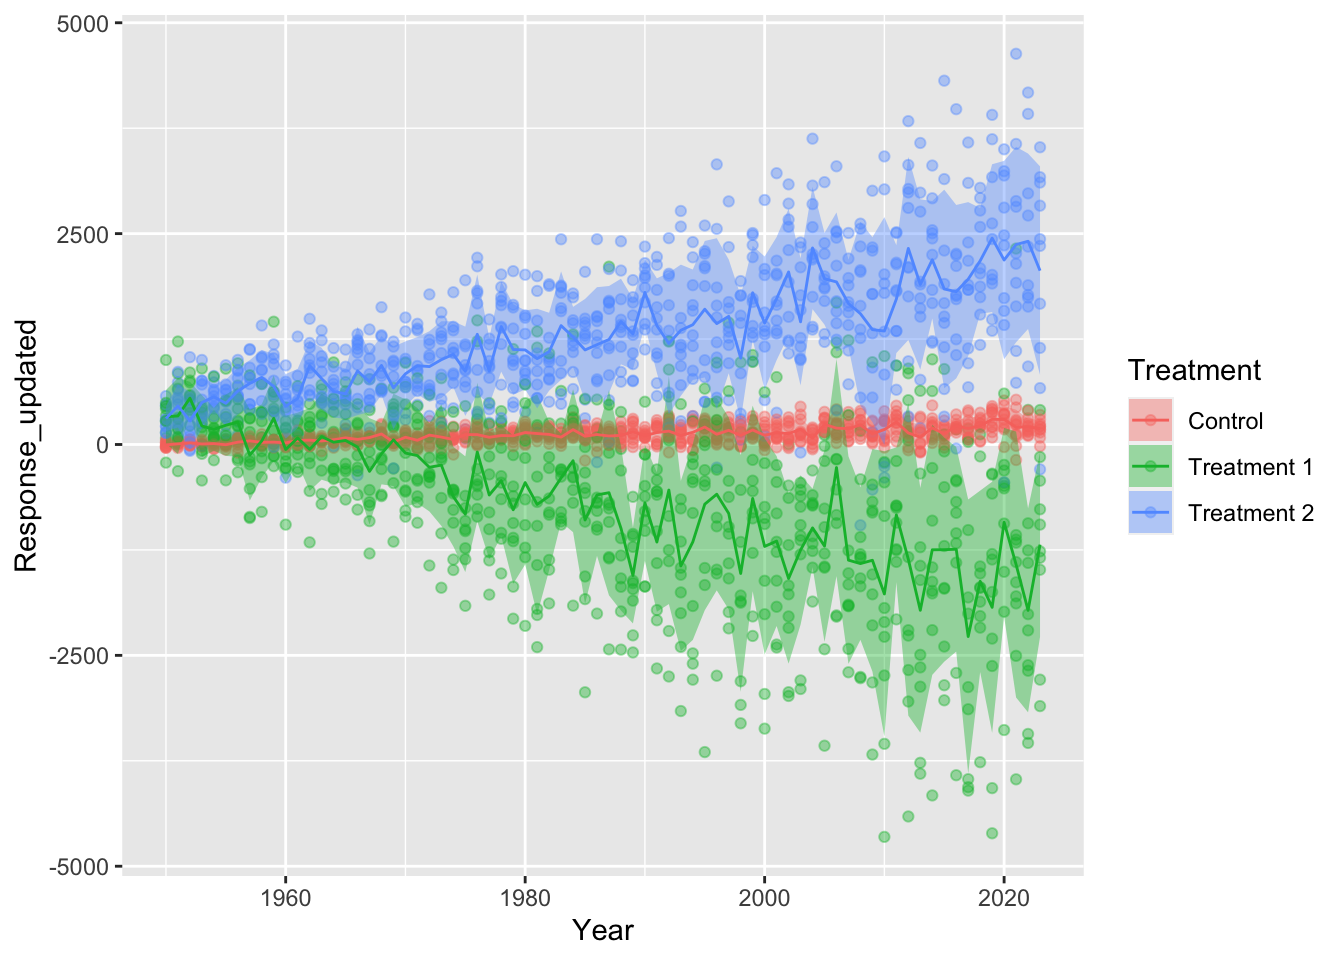 Response_updated
5000
2500
0
-2500
-5000
1960
1980
2000
2020
Year
Treatment
Control
Treatment 1
Treatment 2